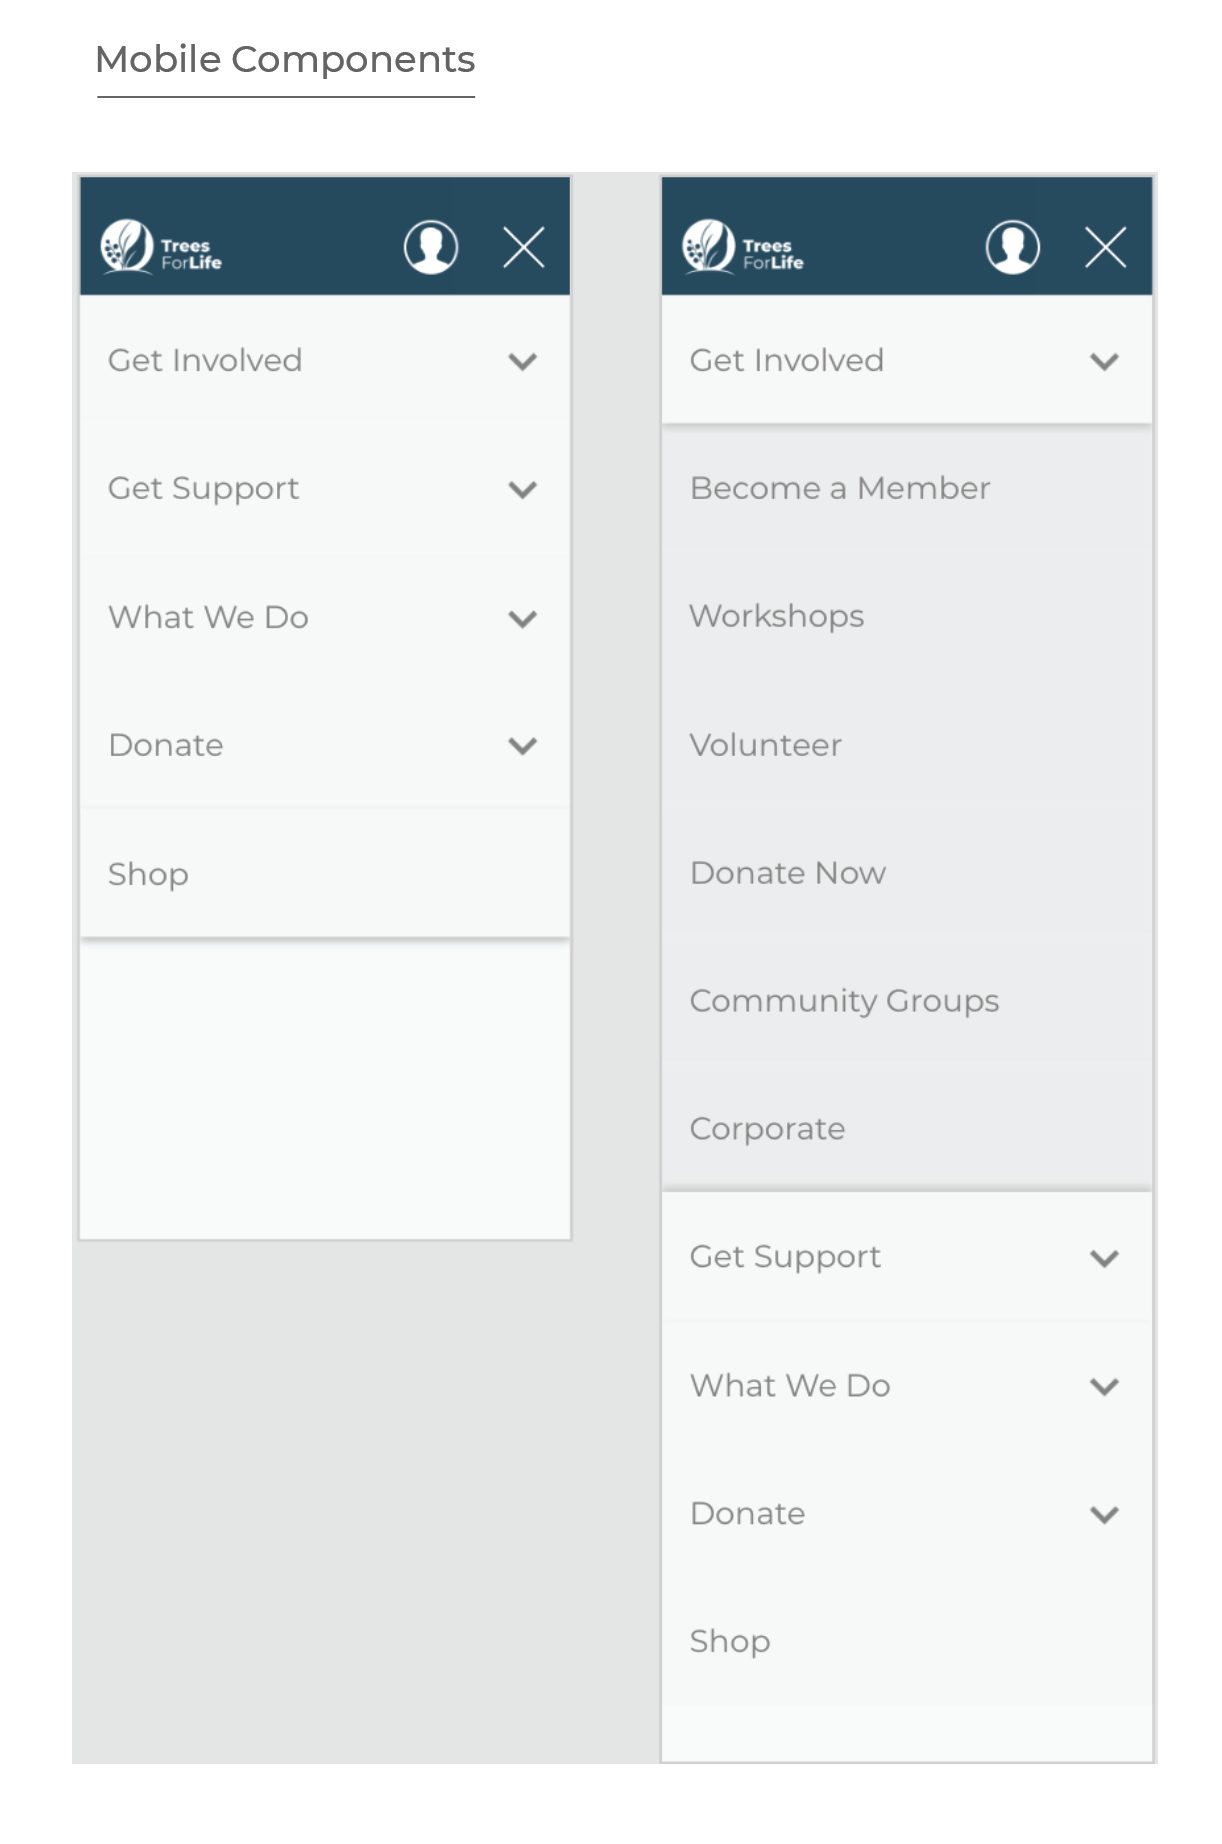 Mobile Components
Trees
ForLife
Get Involved
Get Support
What We Do
Donate
Shop
Trees
ForLife
Get Involved
Become a Member
Workshops
Volunteer
Donate Now
Community Groups
Corporate
Get Support
What We Do
Donate
Shop